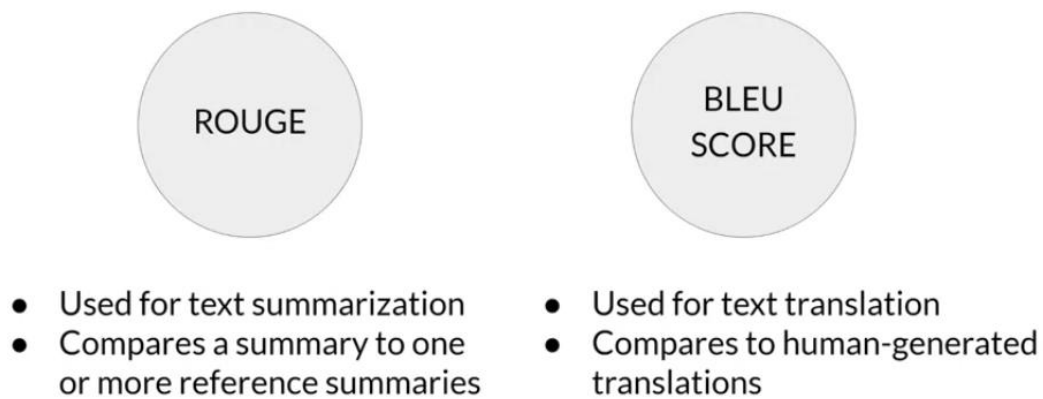 ROUGE
● Used for text summarization
● Compares a summary to one
or more reference summaries
BLEU
SCORE
● Used for text translation
● Compares to human-generated
translations